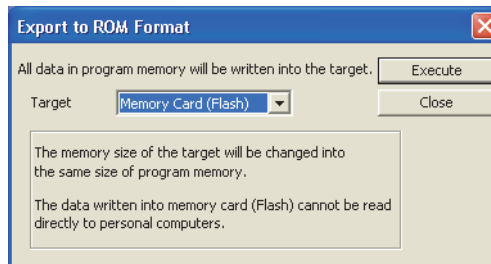 Export to ROM Format
All data in program memory will be written into the target.
Execute
Target
Memory Card (Flash)
Close
The memory size of the target will be changed into
the same size of program memory.
The data written into memory card (Flash) cannot be read
directly to personal computers.